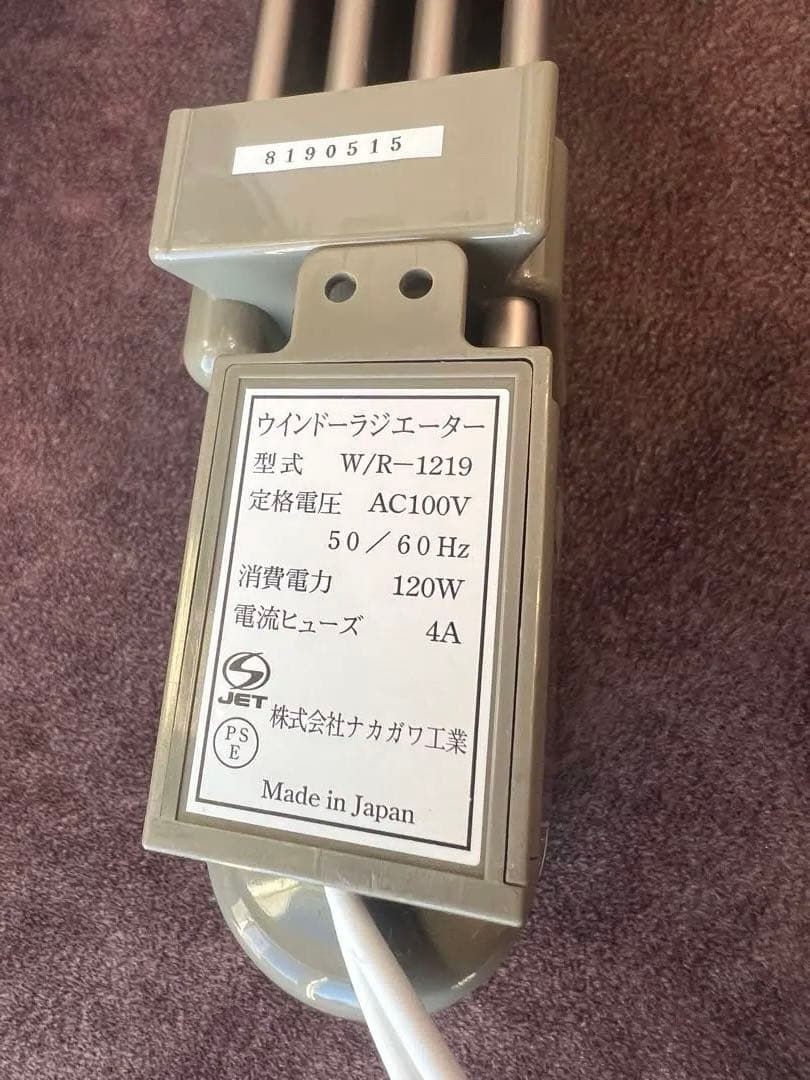 8190515
ウインドーラジエーター
型式 W/R-1219
定格電圧 AC100V
50/60Hz
消費電力 120W
電流ヒューズ 4A
JET
株式会社ナカガワ工業
PS
E
Made in Japan